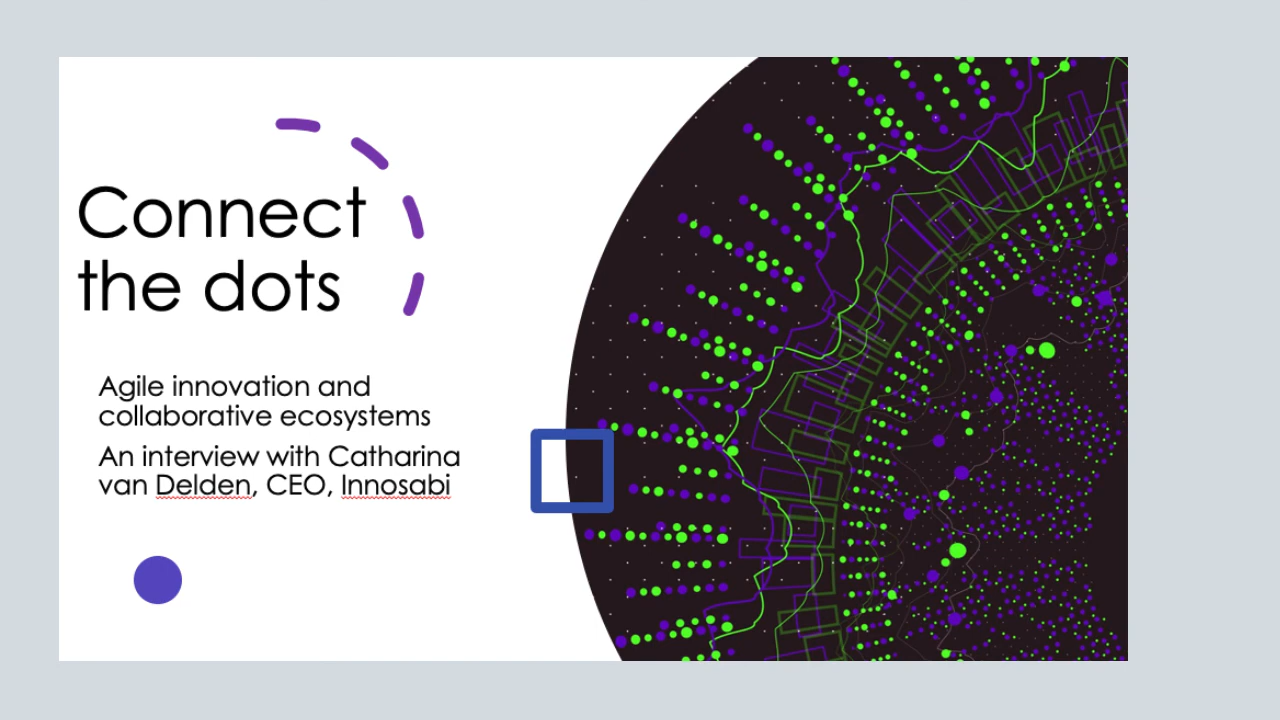 Connect
the dots
Agile innovation and
collaborative ecosystems
An interview with Catharina
van Delden, CEO, Innosabi